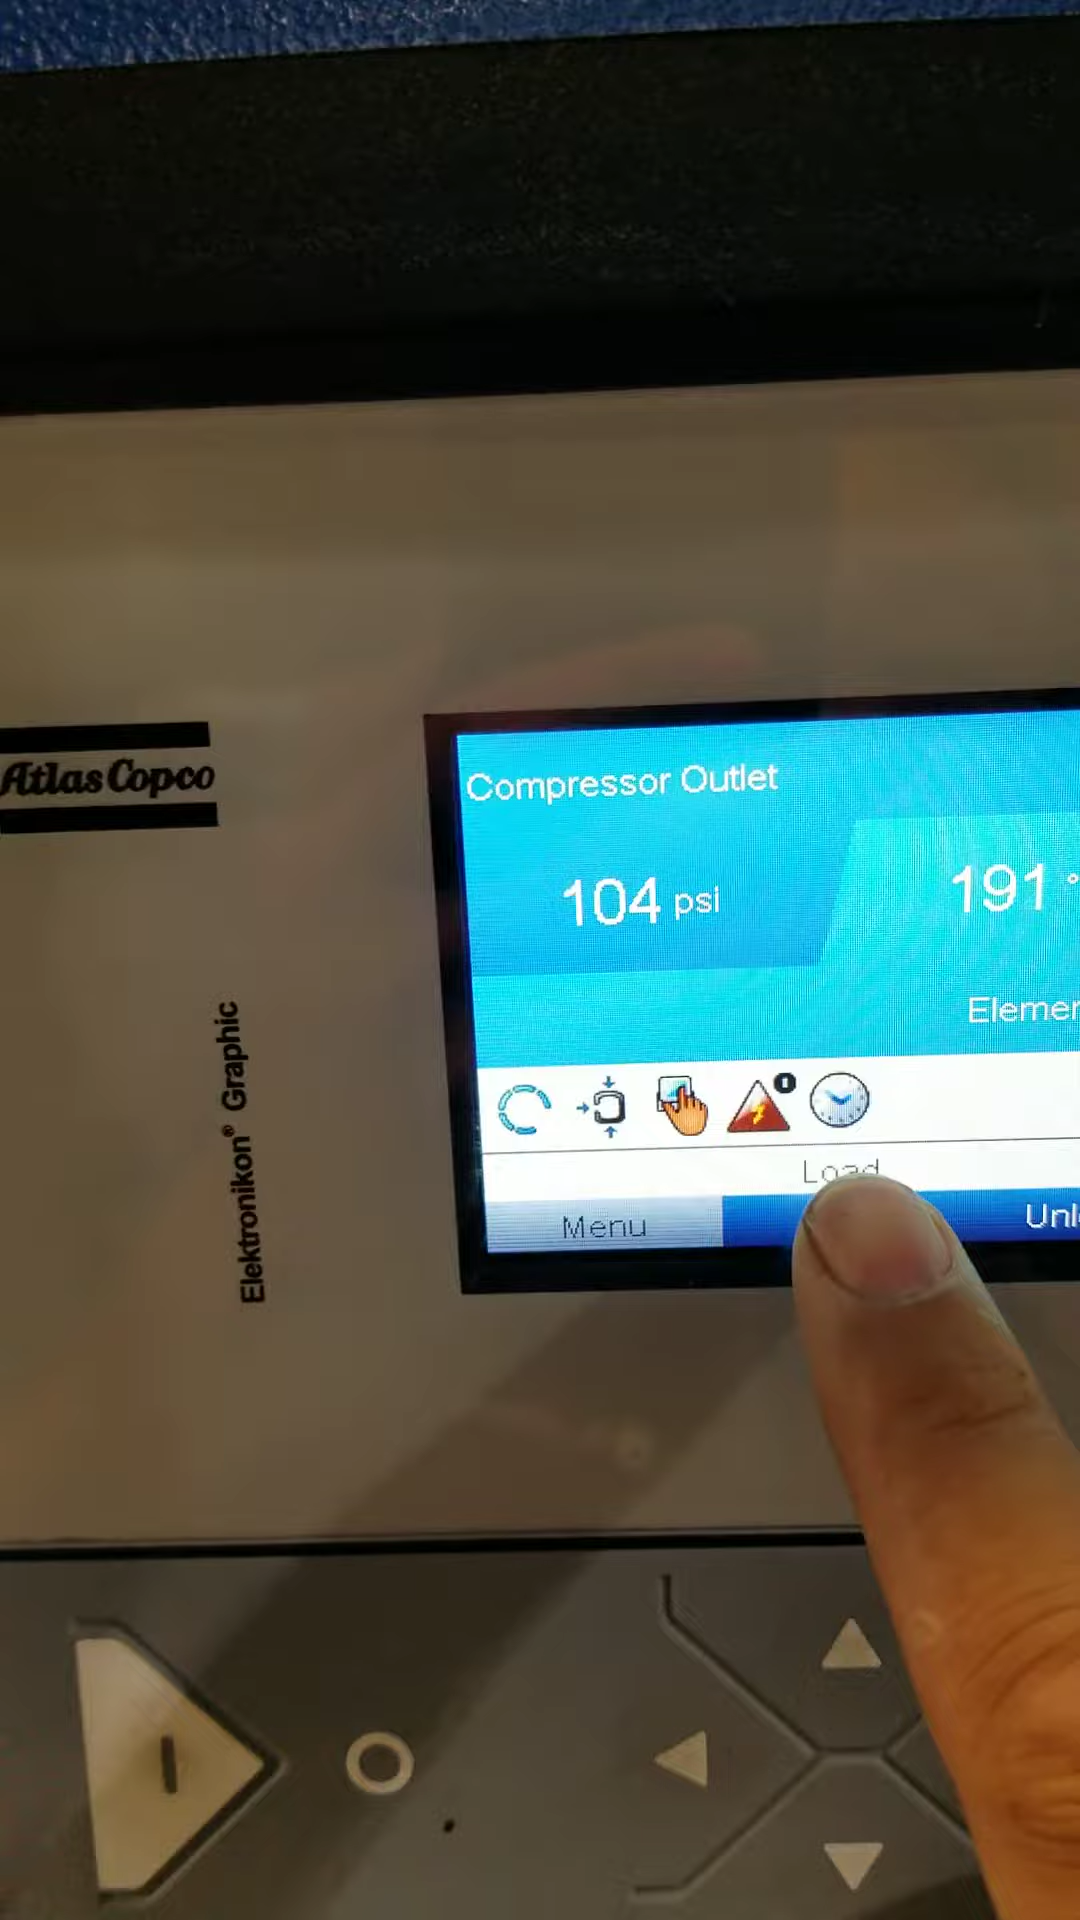 Atlas Copco
Elektronikon® Graphic
Compressor Outlet
104 psi
191 °
Load
Menu